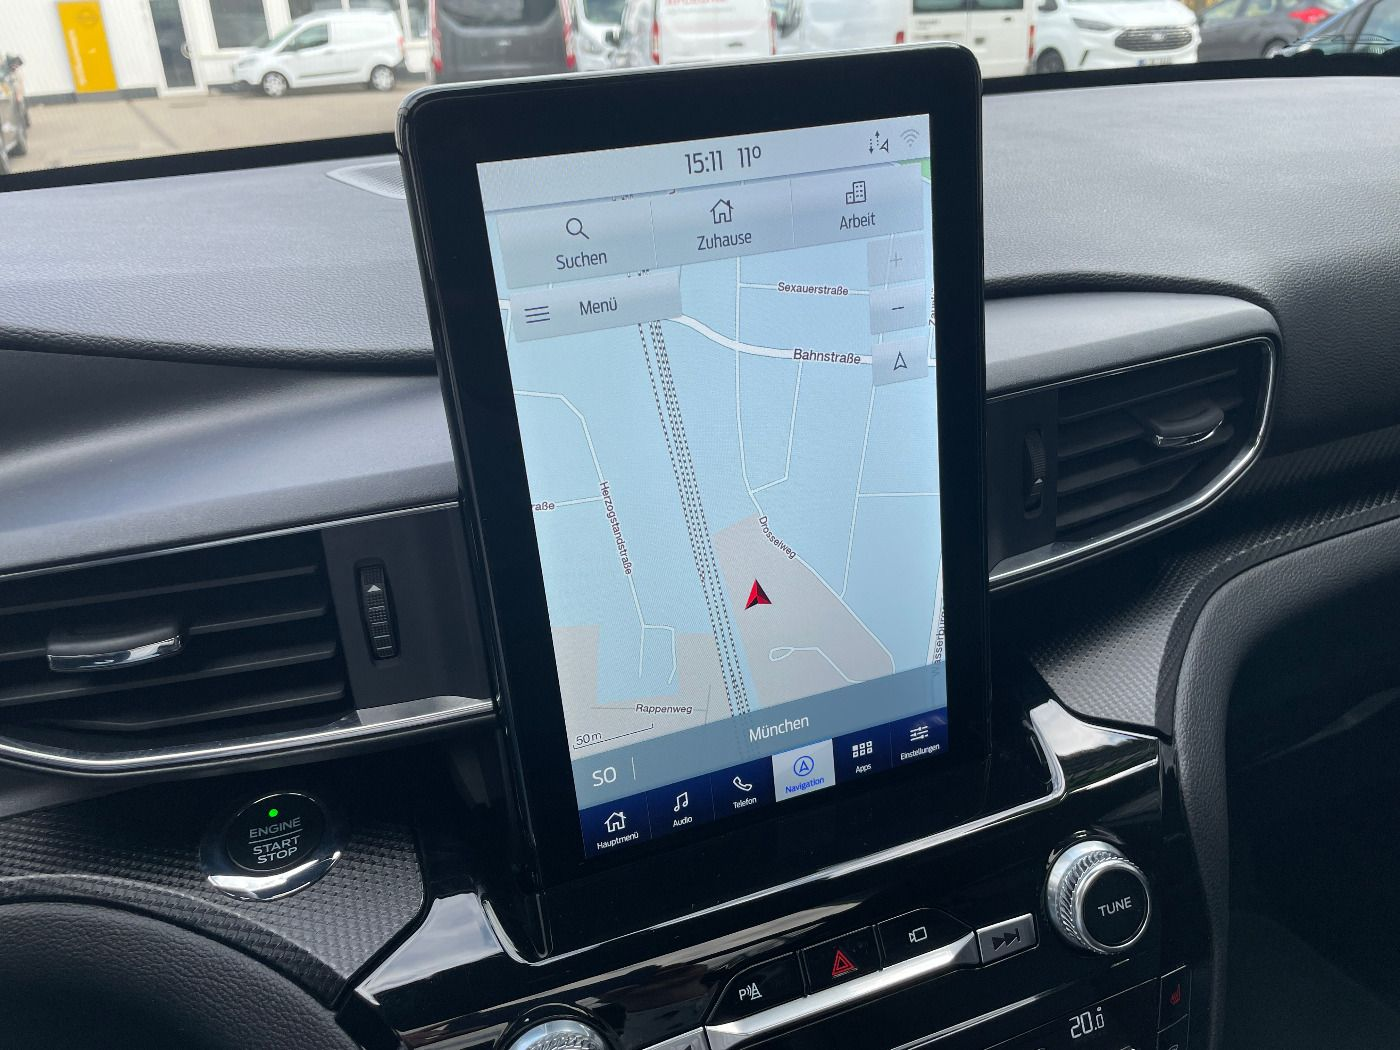 15:11 11°
Suchen
Zuhause
Arbeit
Menü
+
−
Sexauerstraße
Bahnstraße
Herzogstandstraße
raße
Drosselweg
Rappenweg
50 m
München
SO
Hauptmenü
Audio
Telefon
Navigation
Apps
Einstellungen
ENGINE
START
STOP
TUNE
P
20.0